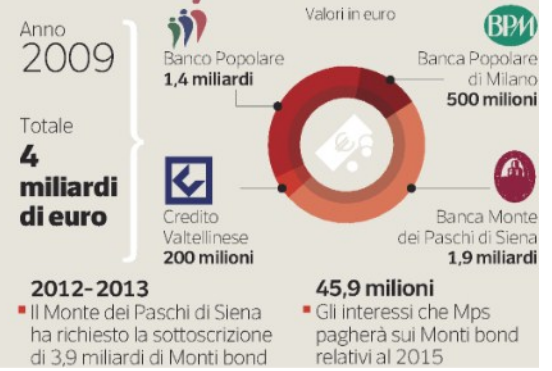 Anno
2009
Totale
4
miliardi
di euro
Valori in euro
Banco Popolare
1,4 miliardi
BPM
Banca Popolare
di Milano
500 milioni
Credito
Valtellinese
200 milioni
Banca Monte
dei Paschi di Siena
1,9 miliardi
2012-2013
Il Monte dei Paschi di Siena
ha richiesto la sottoscrizione
di 3,9 miliardi di Monti bond
45,9 milioni
Gli interessi che Mps
pagherà sui Monti bond
relativi al 2015